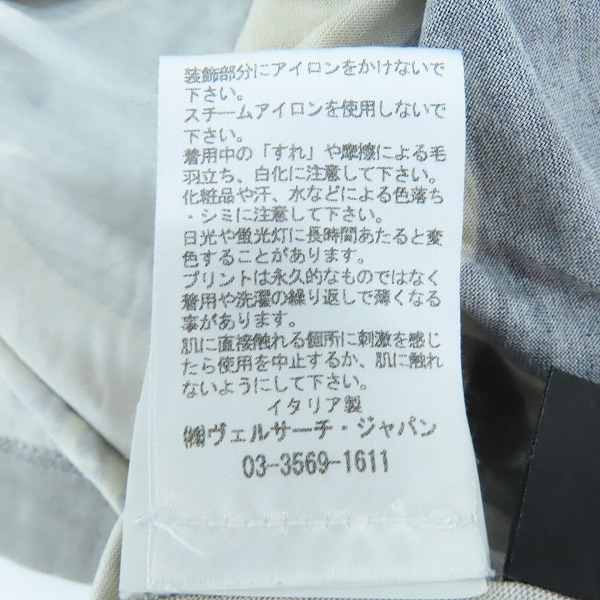 装飾部分にアイロンをかけないで
下さい。
スチームアイロンを使用しないで
下さい。
着用中の「すれ」や摩擦による毛
羽立ち、白化に注意して下さい。
化粧品や汗、水などによる色落ち
・シミに注意して下さい。
日光や蛍光灯に長時間あたると変
色することがあります。
プリントは永久的なものではなく
着用や洗濯の繰り返しで薄くなる
事があります。
肌に直接触れる個所に刺激を感じ
たら使用を中止するか、肌に触れ
ないようにして下さい。
イタリア製
㈱ヴェルサーチ・ジャパン
03-3569-1611